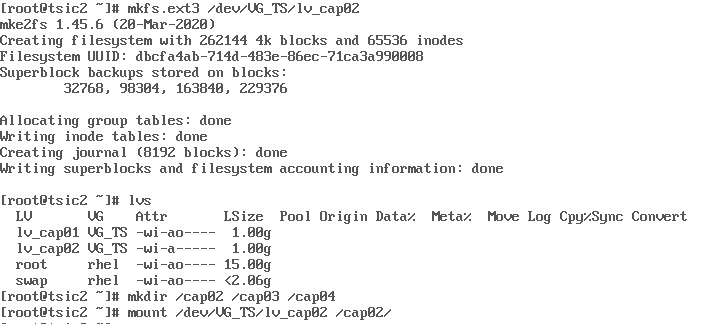 [root@tsic2 ~]# mkfs.ext3 /dev/VG_TS/lv_cap02
mke2fs 1.45.6 (20-Mar-2020)
Creating filesystem with 262144 4k blocks and 65536 inodes
Filesystem UUID: dbcfa4ab-714d-483e-86ec-71ca3a990008
Superblock backups stored on blocks:
        32768, 98304, 163840, 229376

Allocating group tables: done
Writing inode tables: done
Creating journal (8192 blocks): done
Writing superblocks and filesystem accounting information: done

[root@tsic2 ~]# lvs
  LV       VG    Attr       LSize  Pool Origin Data%  Meta%  Move Log Cpy%Sync Convert
  lv_cap01 VG_TS -wi-ao----  1.00g
  lv_cap02 VG_TS -wi-a-----  1.00g
  root     rhel  -wi-ao---- 15.00g
  swap     rhel  -wi-ao---- <2.06g
[root@tsic2 ~]# mkdir /cap02 /cap03 /cap04
[root@tsic2 ~]# mount /dev/VG_TS/lv_cap02 /cap02/